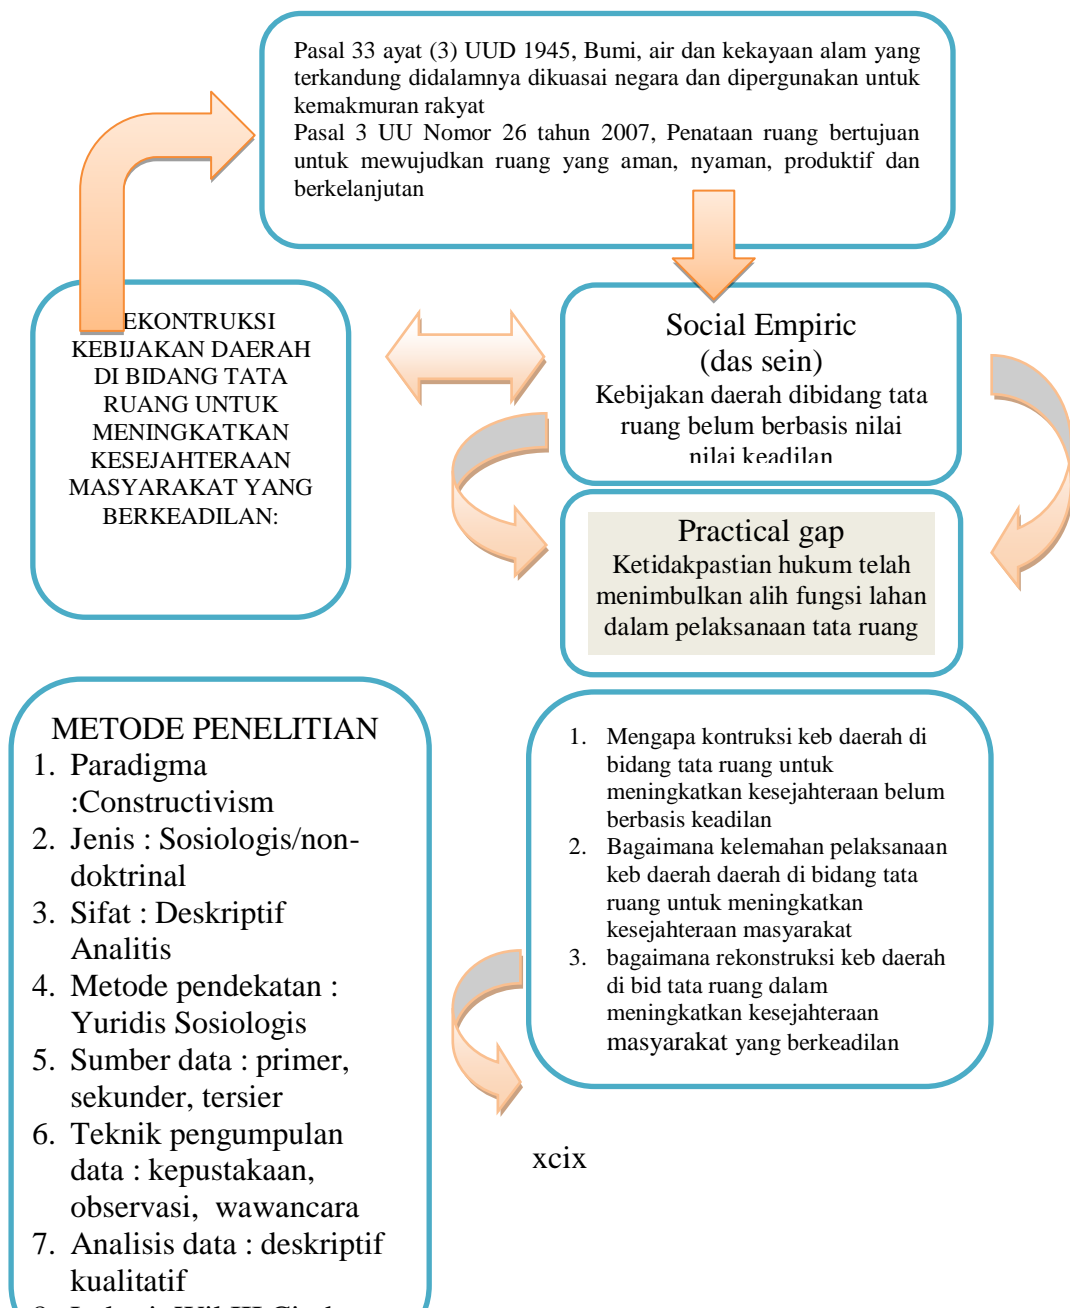 Pasal 33 ayat (3) UUD 1945, Bumi, air dan kekayaan alam yang
terkandung didalamnya dikuasai negara dan dipergunakan untuk
kemakmuran rakyat
Pasal 3 UU Nomor 26 tahun 2007, Penataan ruang bertujuan
untuk mewujudkan ruang yang aman, nyaman, produktif dan
berkelanjutan
EKONTRUKSI
KEBIJAKAN DAERAH
DI BIDANG TATA
RUANG UNTUK
MENINGKATKAN
KESEJAHTERAAN
MASYARAKAT YANG
BERKEADILAN:
Social Empiric
(das sein)
Kebijakan daerah dibidang tata
ruang belum berbasis nilai
nilai keadilan
Practical gap
Ketidakpastian hukum telah
menimbulkan alih fungsi lahan
dalam pelaksanaan tata ruang
1. Mengapa kontruksi keb daerah di
bidang tata ruang untuk
meningkatkan kesejahteraan belum
berbasis keadilan
2. Bagaimana kelemahan pelaksanaan
keb daerah daerah di bidang tata
ruang untuk meningkatkan
kesejahteraan masyarakat
3. bagaimana rekonstruksi keb daerah
di bid tata ruang dalam
meningkatkan kesejahteraan
masyarakat yang berkeadilan
METODE PENELITIAN
1. Paradigma
:Constructivism
2. Jenis : Sosiologis/non-
doktrinal
3. Sifat : Deskriptif
Analitis
4. Metode pendekatan :
Yuridis Sosiologis
5. Sumber data : primer,
sekunder, tersier
6. Teknik pengumpulan
data : kepustakaan,
observasi, wawancara
7. Analisis data : deskriptif
kualitatif
xcix